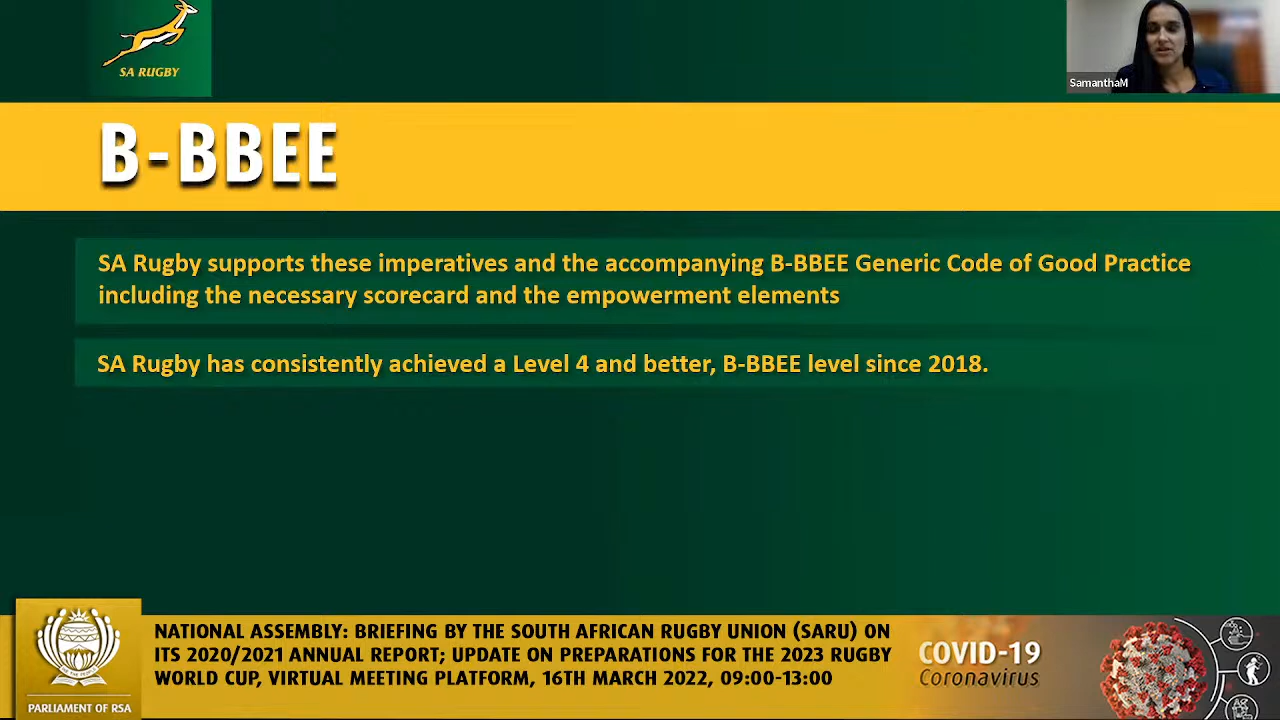 SA RUGBY
SamanthaM
B-BBEE
SA Rugby supports these imperatives and the accompanying B-BBEE Generic Code of Good Practice
including the necessary scorecard and the empowerment elements
SA Rugby has consistently achieved a Level 4 and better, B-BBEE level since 2018.
NATIONAL ASSEMBLY: BRIEFING BY THE SOUTH AFRICAN RUGBY UNION (SARU) ON
ITS 2020/2021 ANNUAL REPORT; UPDATE ON PREPARATIONS FOR THE 2023 RUGBY
WORLD CUP, VIRTUAL MEETING PLATFORM, 16TH MARCH 2022, 09:00-13:00
PARLIAMENT OF RSA
COVID-19
Coronavirus